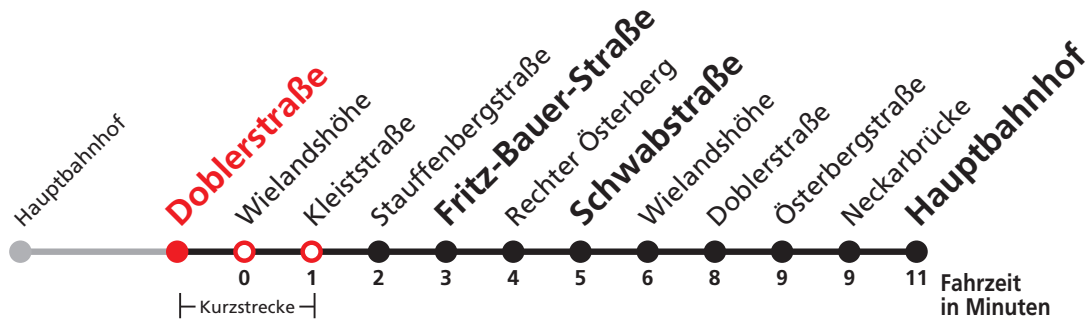 Hauptbahnhof
Doblerstraße
Wielandshöhe
Kleiststraße
Stauffenbergstraße
Fritz-Bauer-Straße
Rechter Österberg
Schwabstraße
Wielandshöhe
Doblerstraße
Österbergstraße
Neckarbrücke
Hauptbahnhof
0 1 2 3 4 5 6 8 9 9 11
Fahrzeit
in Minuten
Kurzstrecke